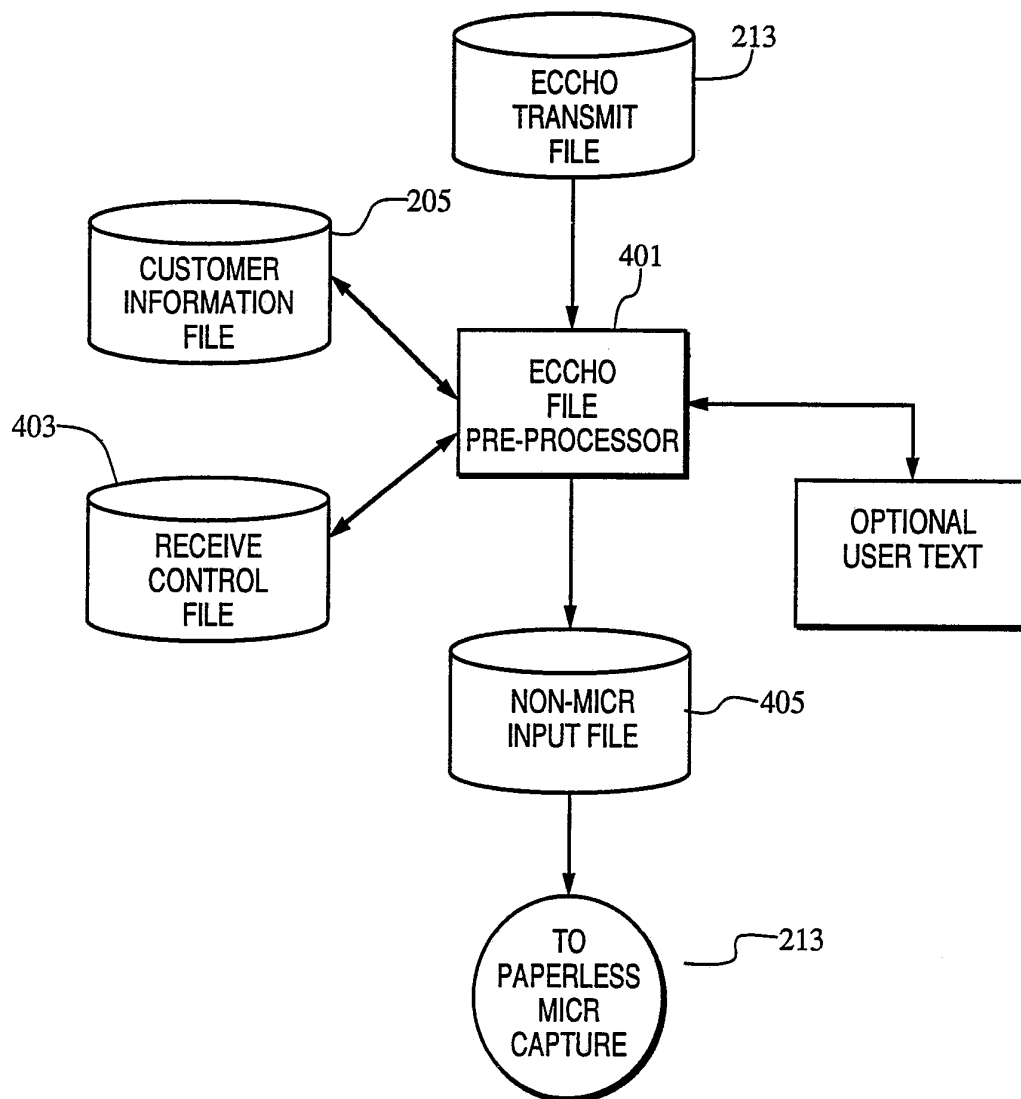 213
ECCHO
TRANSMIT
FILE
205
CUSTOMER
INFORMATION
FILE
401
ECCHO
FILE
PRE-PROCESSOR
403
RECEIVE
CONTROL
FILE
OPTIONAL
USER TEXT
NON-MICR
INPUT FILE
405
TO
PAPERLESS
MICR
CAPTURE
213